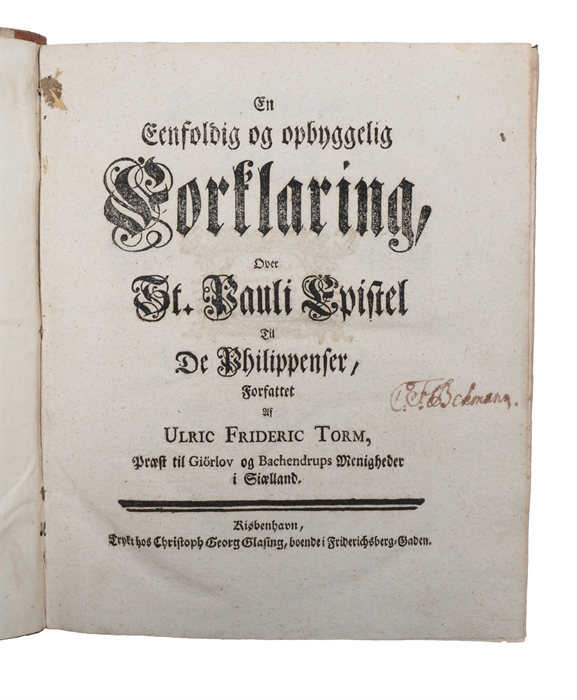 En
Eenfoldig og opbyggelig
Forklaring,
Over
St. Pauli Epistel
Til
De Philippenser,
Forfattet
Af
ULRIC FRIDERIC TORM,
Præst til Giörlov og Bachendrups Menigheder
i Siælland.
C. F. Bekmann.
Kiøbenhavn,
Trykt hos Christoph Georg Glasing, boende i Friderichsberg-Gaden.